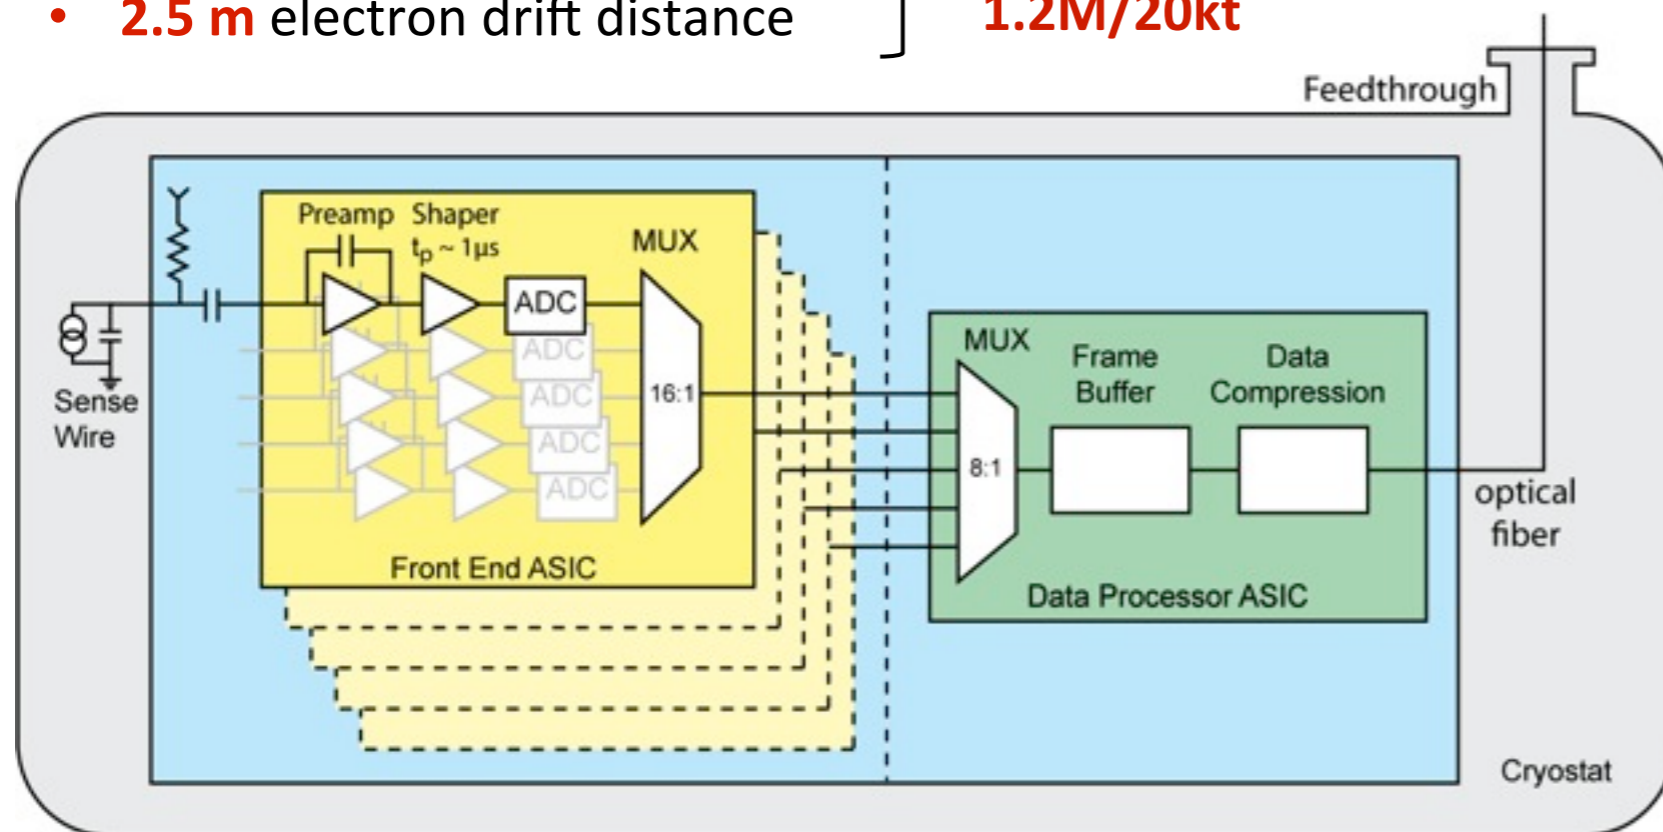 • 2.5 m electron drift distance
1.2M/20kt
Feedthrough
Preamp Shaper
tp ~ 1µs
MUX
ADC
ADC
ADC
ADC
ADC
16:1
Sense
Wire
Front End ASIC
MUX
Frame
Buffer
Data
Compression
8:1
Data Processor ASIC
optical
fiber
Cryostat